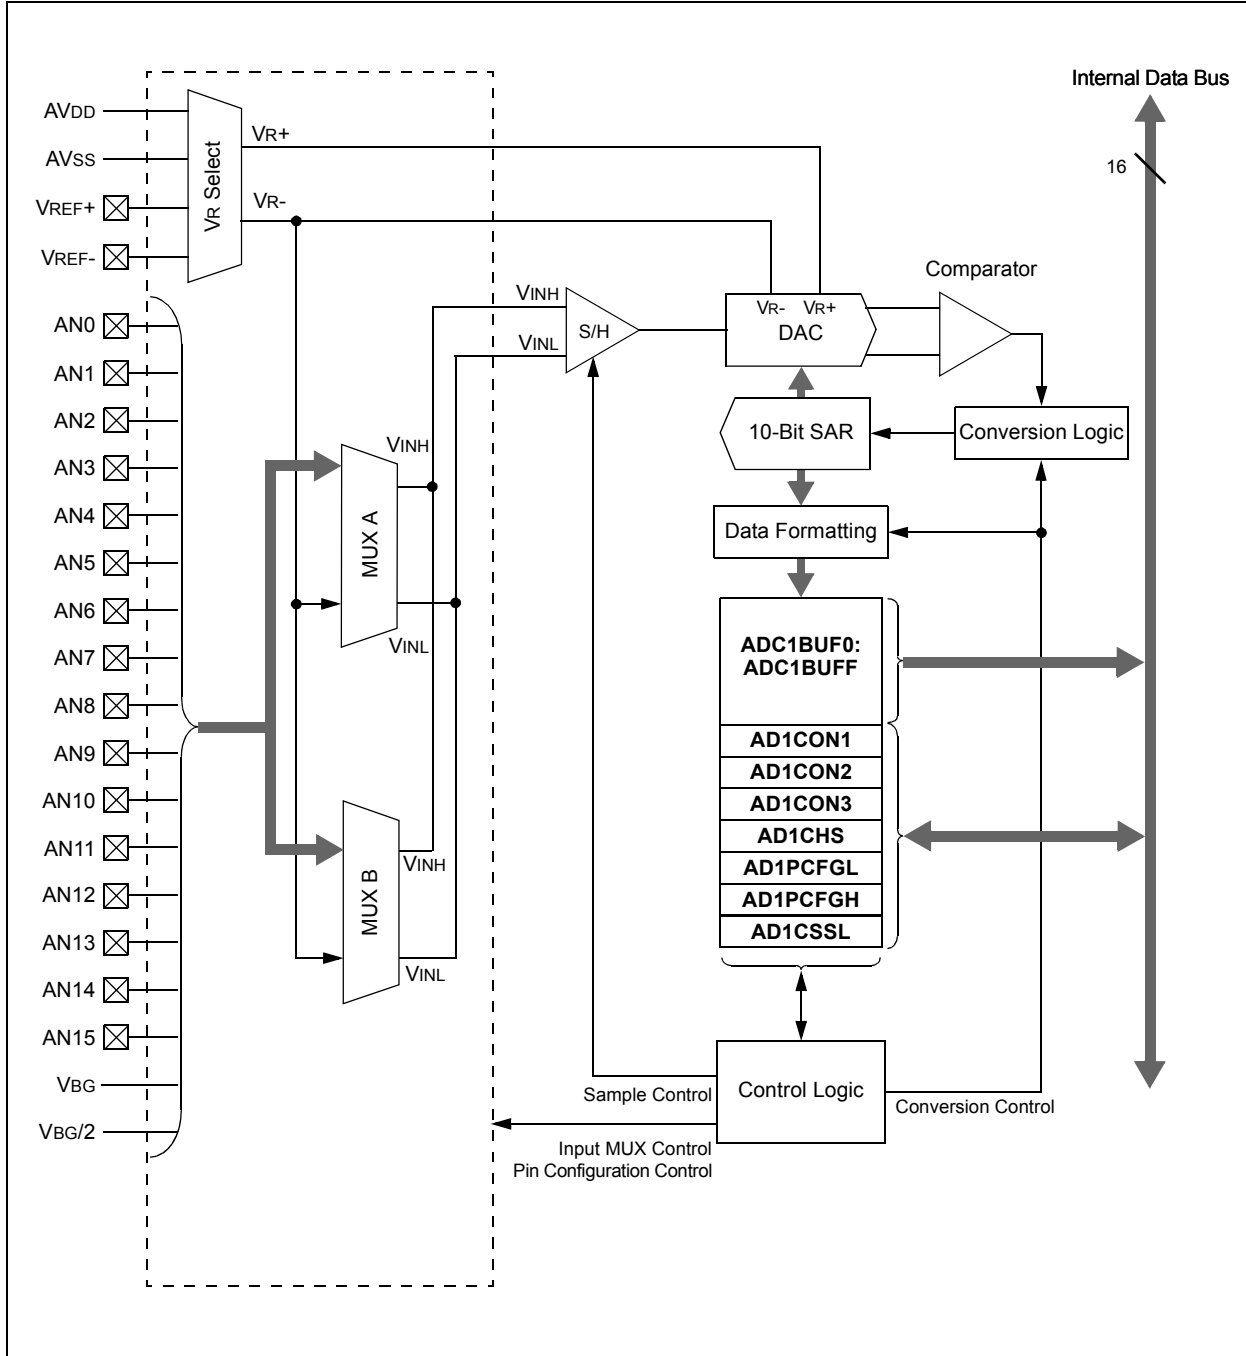 Internal Data Bus
16
AVDD
AVSS
VREF+
VREF-
VR Select
VR+
VR-
AN0
AN1
AN2
AN3
AN4
AN5
AN6
AN7
AN8
AN9
AN10
AN11
AN12
AN13
AN14
AN15
VBG
VBG/2
MUX A
VINH
VINL
MUX B
VINH
VINL
VINH
VINL
S/H
VR- VR+
DAC
Comparator
10-Bit SAR
Conversion Logic
Data Formatting
ADC1BUF0:
ADC1BUFF
AD1CON1
AD1CON2
AD1CON3
AD1CHS
AD1PCFGL
AD1PCFGH
AD1CSSL
Control Logic
Sample Control
Conversion Control
Input MUX Control
Pin Configuration Control